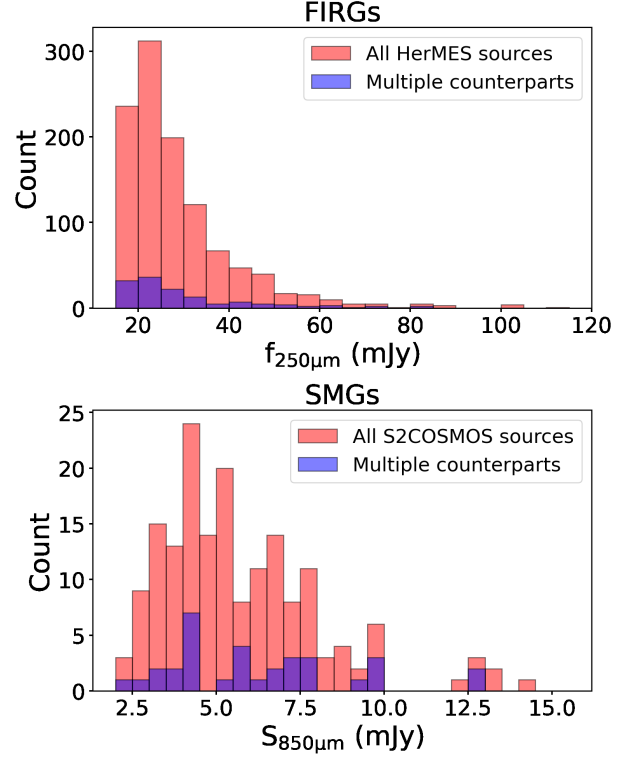 FIRGs
300
200
100
0
Count
All HerMES sources
Multiple counterparts
20 40 60 80 100 120
f250μm (mJy)
SMGs
25
20
15
10
5
0
Count
All S2COSMOS sources
Multiple counterparts
2.5 5.0 7.5 10.0 12.5 15.0
S850μm (mJy)